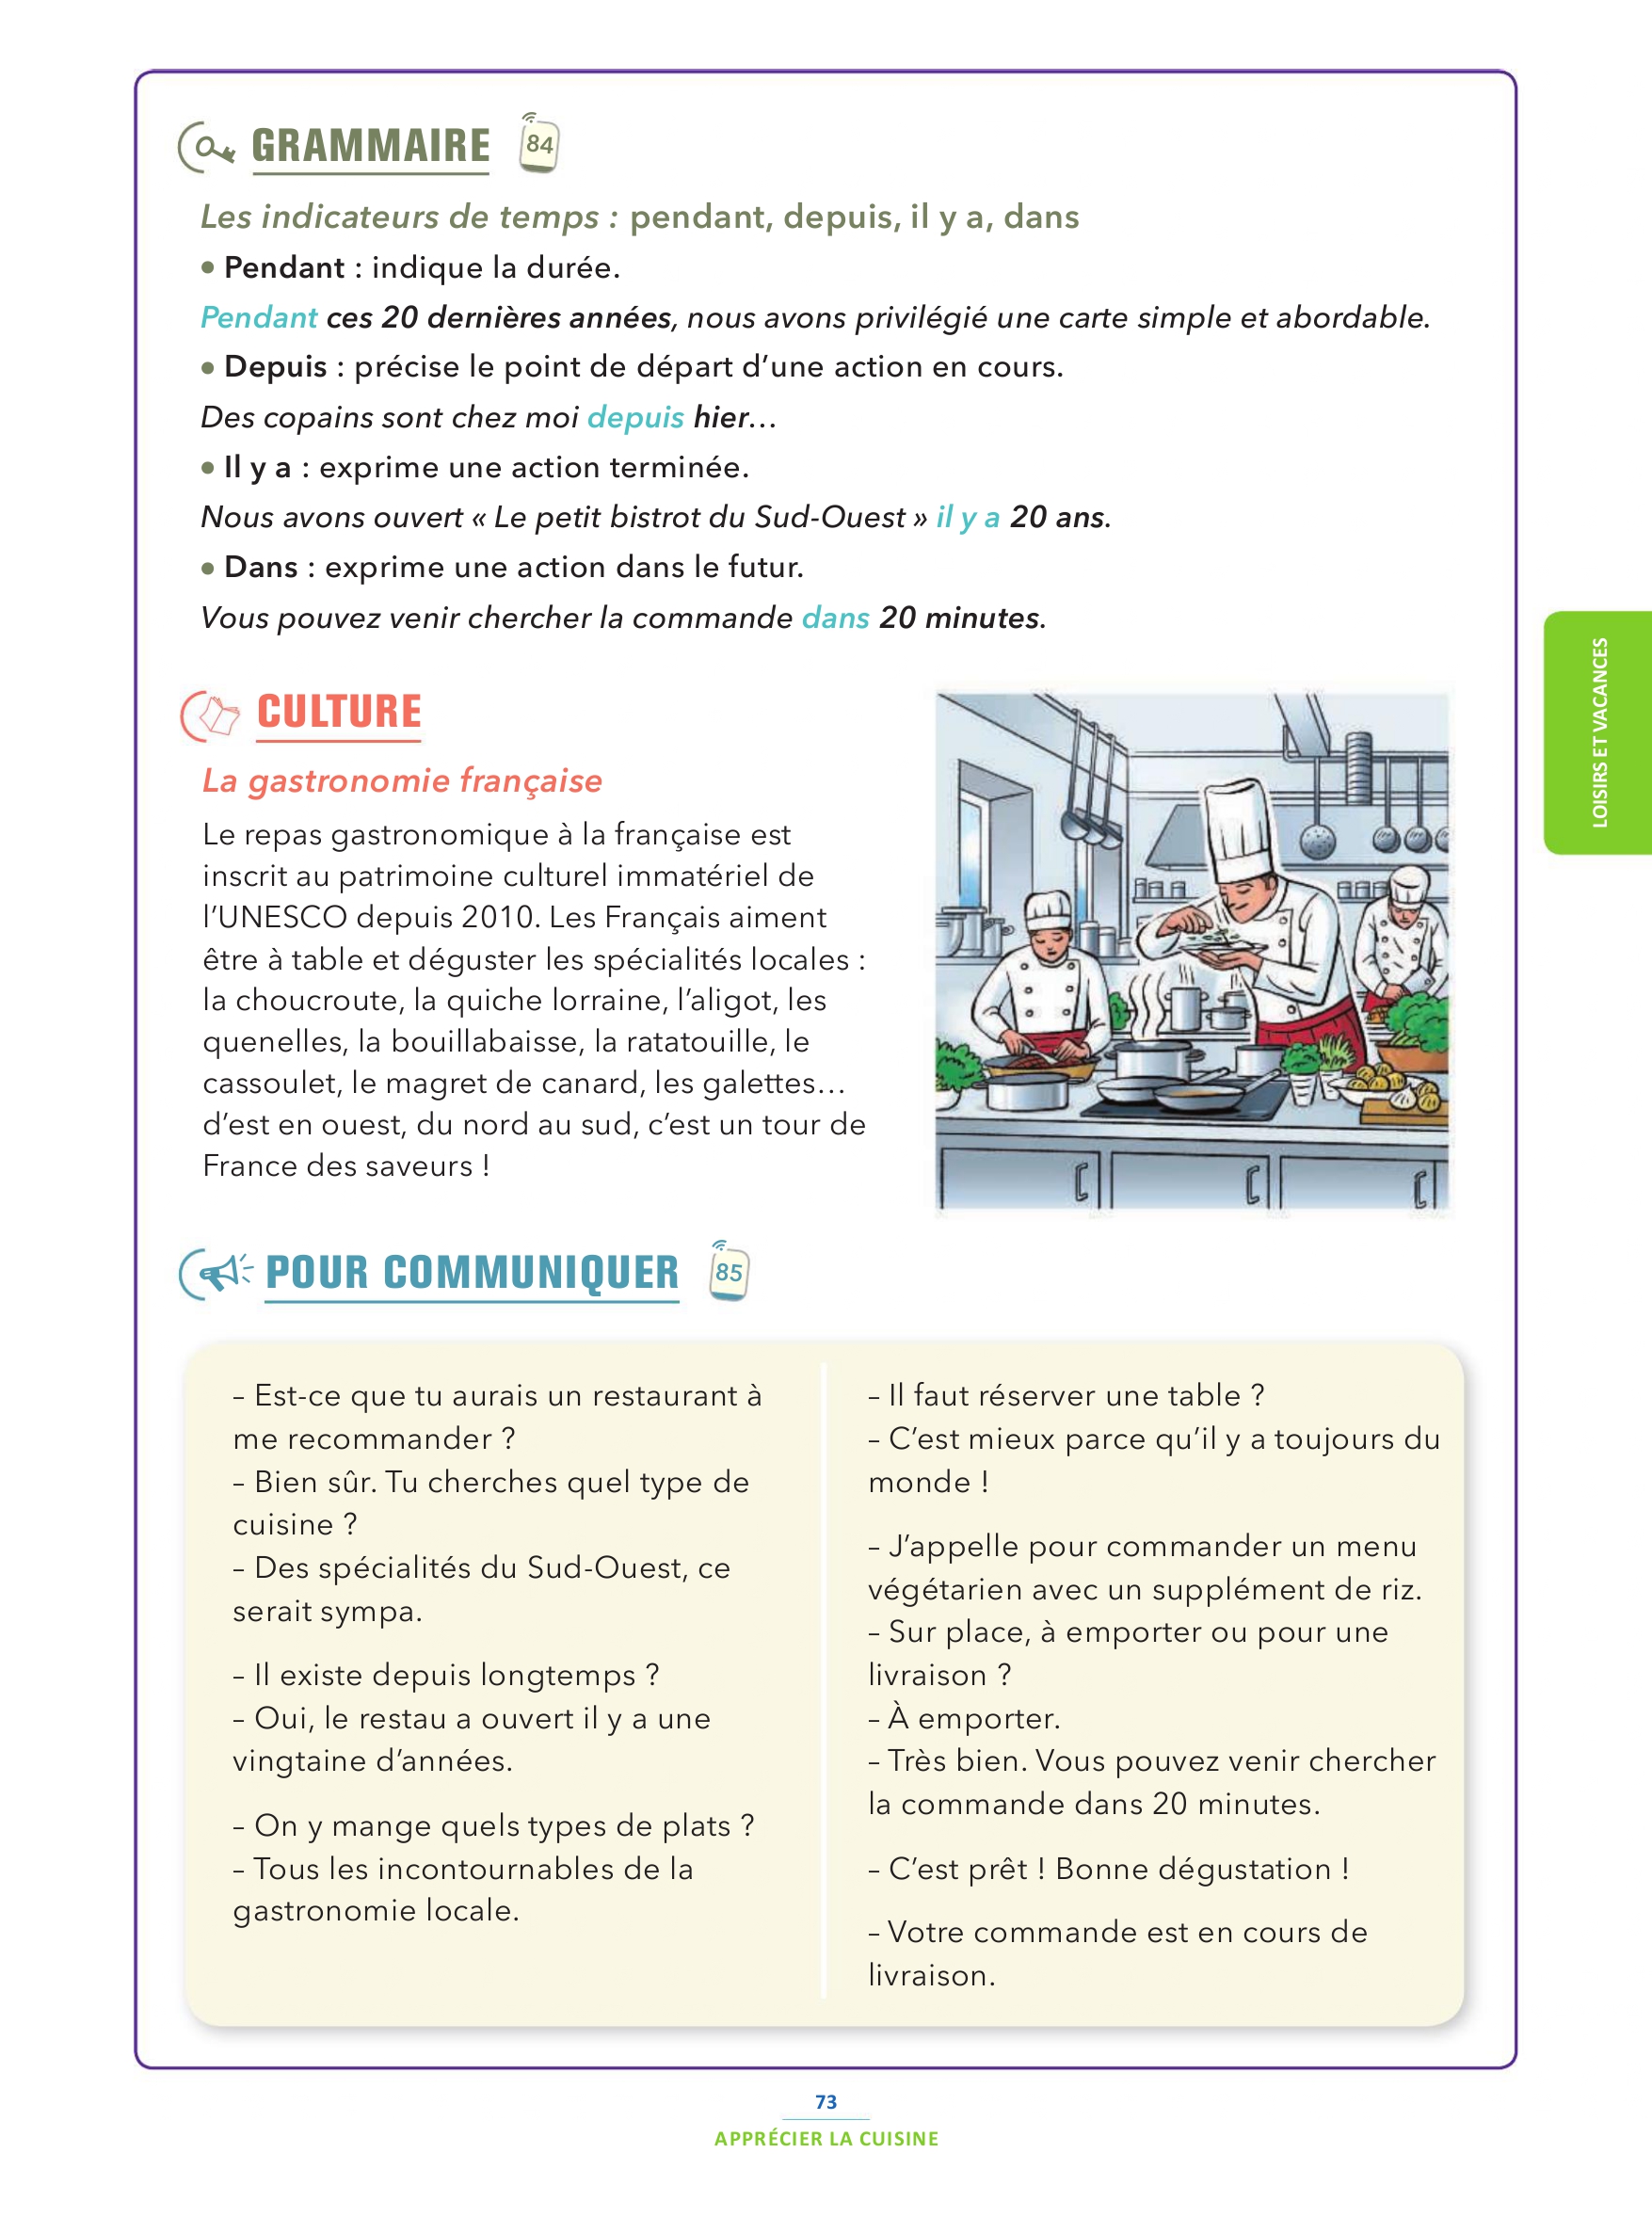 GRAMMAIRE 84
Les indicateurs de temps : pendant, depuis, il y a, dans
• Pendant : indique la durée.
Pendant ces 20 dernières années, nous avons privilégié une carte simple et abordable.
• Depuis : précise le point de départ d’une action en cours.
Des copains sont chez moi depuis hier…
• Il y a : exprime une action terminée.
Nous avons ouvert « Le petit bistrot du Sud-Ouest » il y a 20 ans.
• Dans : exprime une action dans le futur.
Vous pouvez venir chercher la commande dans 20 minutes.
LOISIRS ET VACANCES
CULTURE
La gastronomie française
Le repas gastronomique à la française est
inscrit au patrimoine culturel immatériel de
l’UNESCO depuis 2010. Les Français aiment
être à table et déguster les spécialités locales :
la choucroute, la quiche lorraine, l’aligot, les
quenelles, la bouillabaisse, la ratatouille, le
cassoulet, le magret de canard, les galettes…
d’est en ouest, du nord au sud, c’est un tour de
France des saveurs !
POUR COMMUNIQUER 85
– Est-ce que tu aurais un restaurant à
me recommander ?
– Bien sûr. Tu cherches quel type de
cuisine ?
– Des spécialités du Sud-Ouest, ce
serait sympa.
– Il existe depuis longtemps ?
– Oui, le restau a ouvert il y a une
vingtaine d’années.
– On y mange quels types de plats ?
– Tous les incontournables de la
gastronomie locale.
– Il faut réserver une table ?
– C’est mieux parce qu’il y a toujours du
monde !
– J’appelle pour commander un menu
végétarien avec un supplément de riz.
– Sur place, à emporter ou pour une
livraison ?
– À emporter.
– Très bien. Vous pouvez venir chercher
la commande dans 20 minutes.
– C’est prêt ! Bonne dégustation !
– Votre commande est en cours de
livraison.
73
APPRÉCIER LA CUISINE